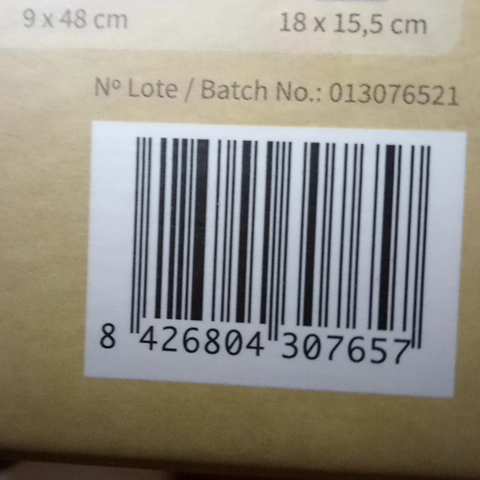 9 x 48 cm
18 x 15,5 cm
Nº Lote / Batch No.: 013076521
8 426804 307657